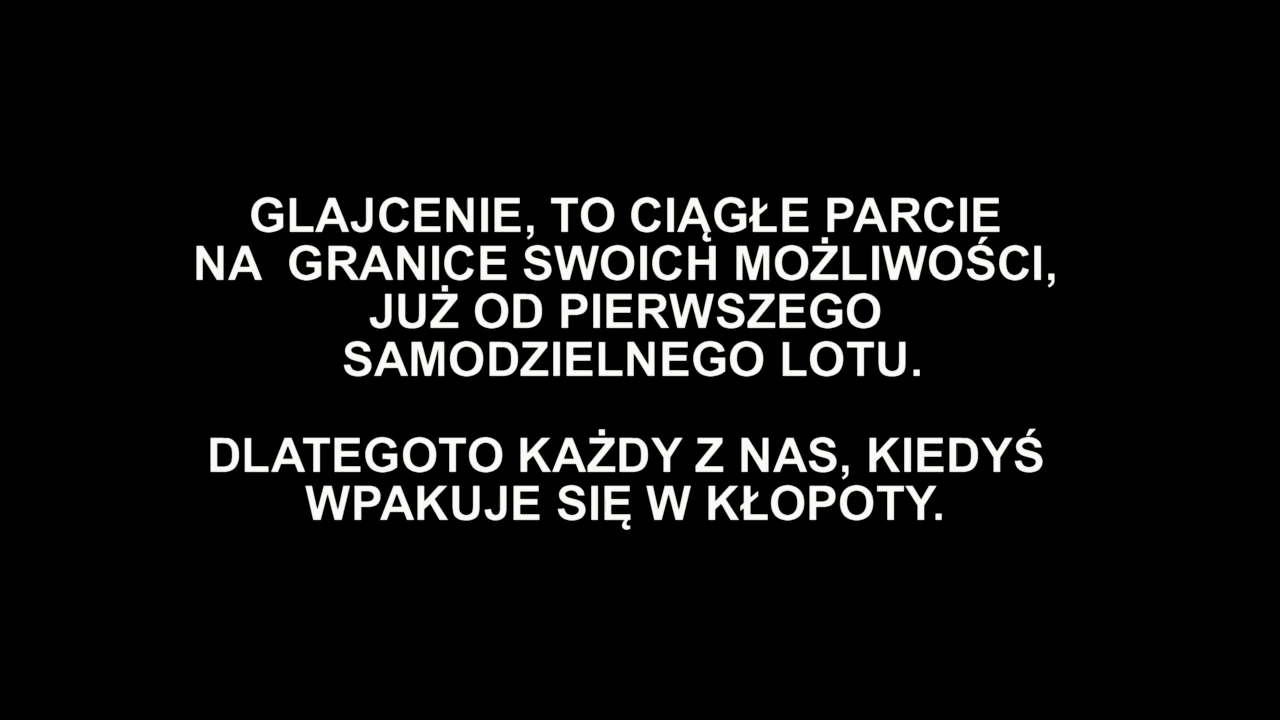 GLAJCENIE, TO CIĄGŁE PARCIE
NA GRANICE SWOICH MOŻLIWOŚCI,
JUŻ OD PIERWSZEGO
SAMODZIELNEGO LOTU.
DLATEGOTO KAŻDY Z NAS, KIEDYŚ
WPAKUJE SIĘ W KŁOPOTY.